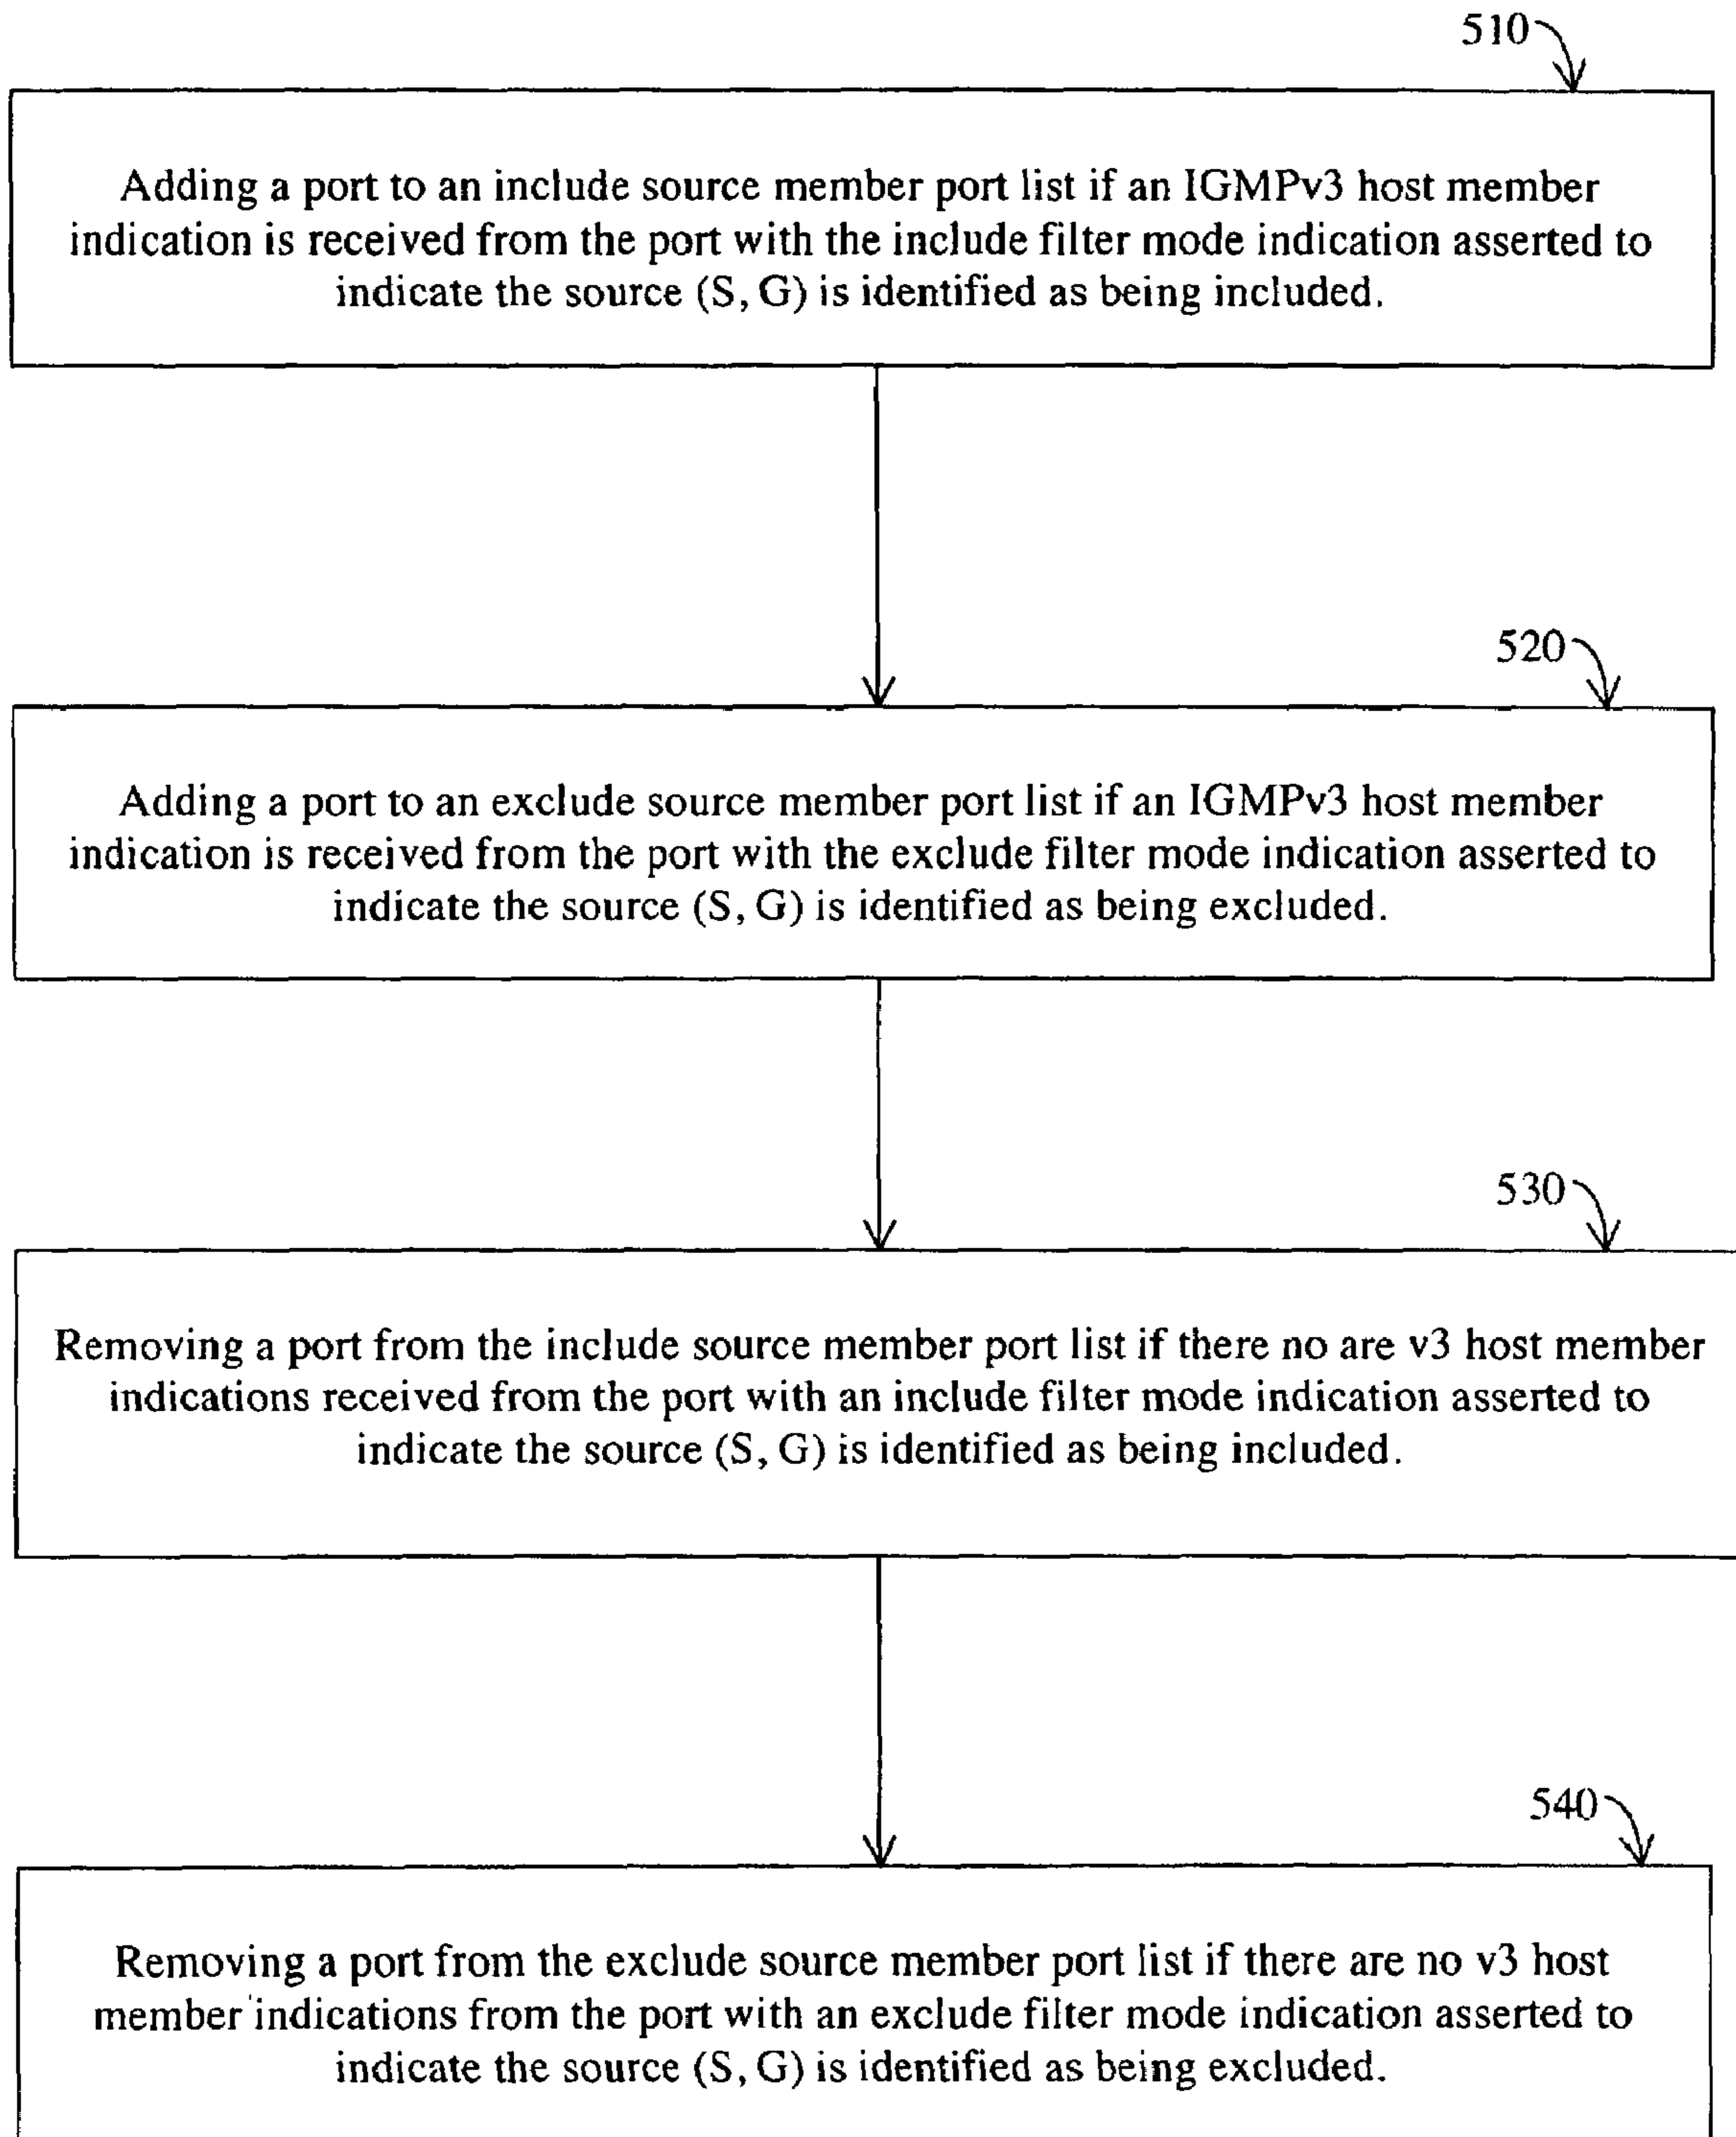 510
Adding a port to an include source member port list if an IGMPv3 host member
indication is received from the port with the include filter mode indication asserted to
indicate the source (S, G) is identified as being included.
520
Adding a port to an exclude source member port list if an IGMPv3 host member
indication is received from the port with the exclude filter mode indication asserted to
indicate the source (S, G) is identified as being excluded.
530
Removing a port from the include source member port list if there no are v3 host member
indications received from the port with an include filter mode indication asserted to
indicate the source (S, G) is identified as being included.
540
Removing a port from the exclude source member port list if there are no v3 host
member indications from the port with an exclude filter mode indication asserted to
indicate the source (S, G) is identified as being excluded.